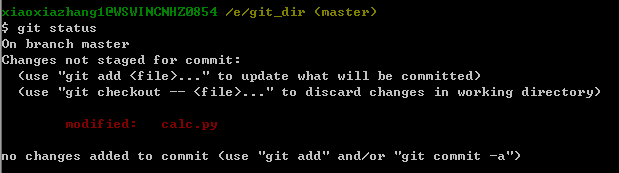 xiaoxiazhang1@WSWINCNHZ0854 /e/git_dir (master)
$ git status
On branch master
Changes not staged for commit:
  (use "git add <file>..." to update what will be committed)
  (use "git checkout -- <file>..." to discard changes in working directory)

        modified:   calc.py

no changes added to commit (use "git add" and/or "git commit -a")